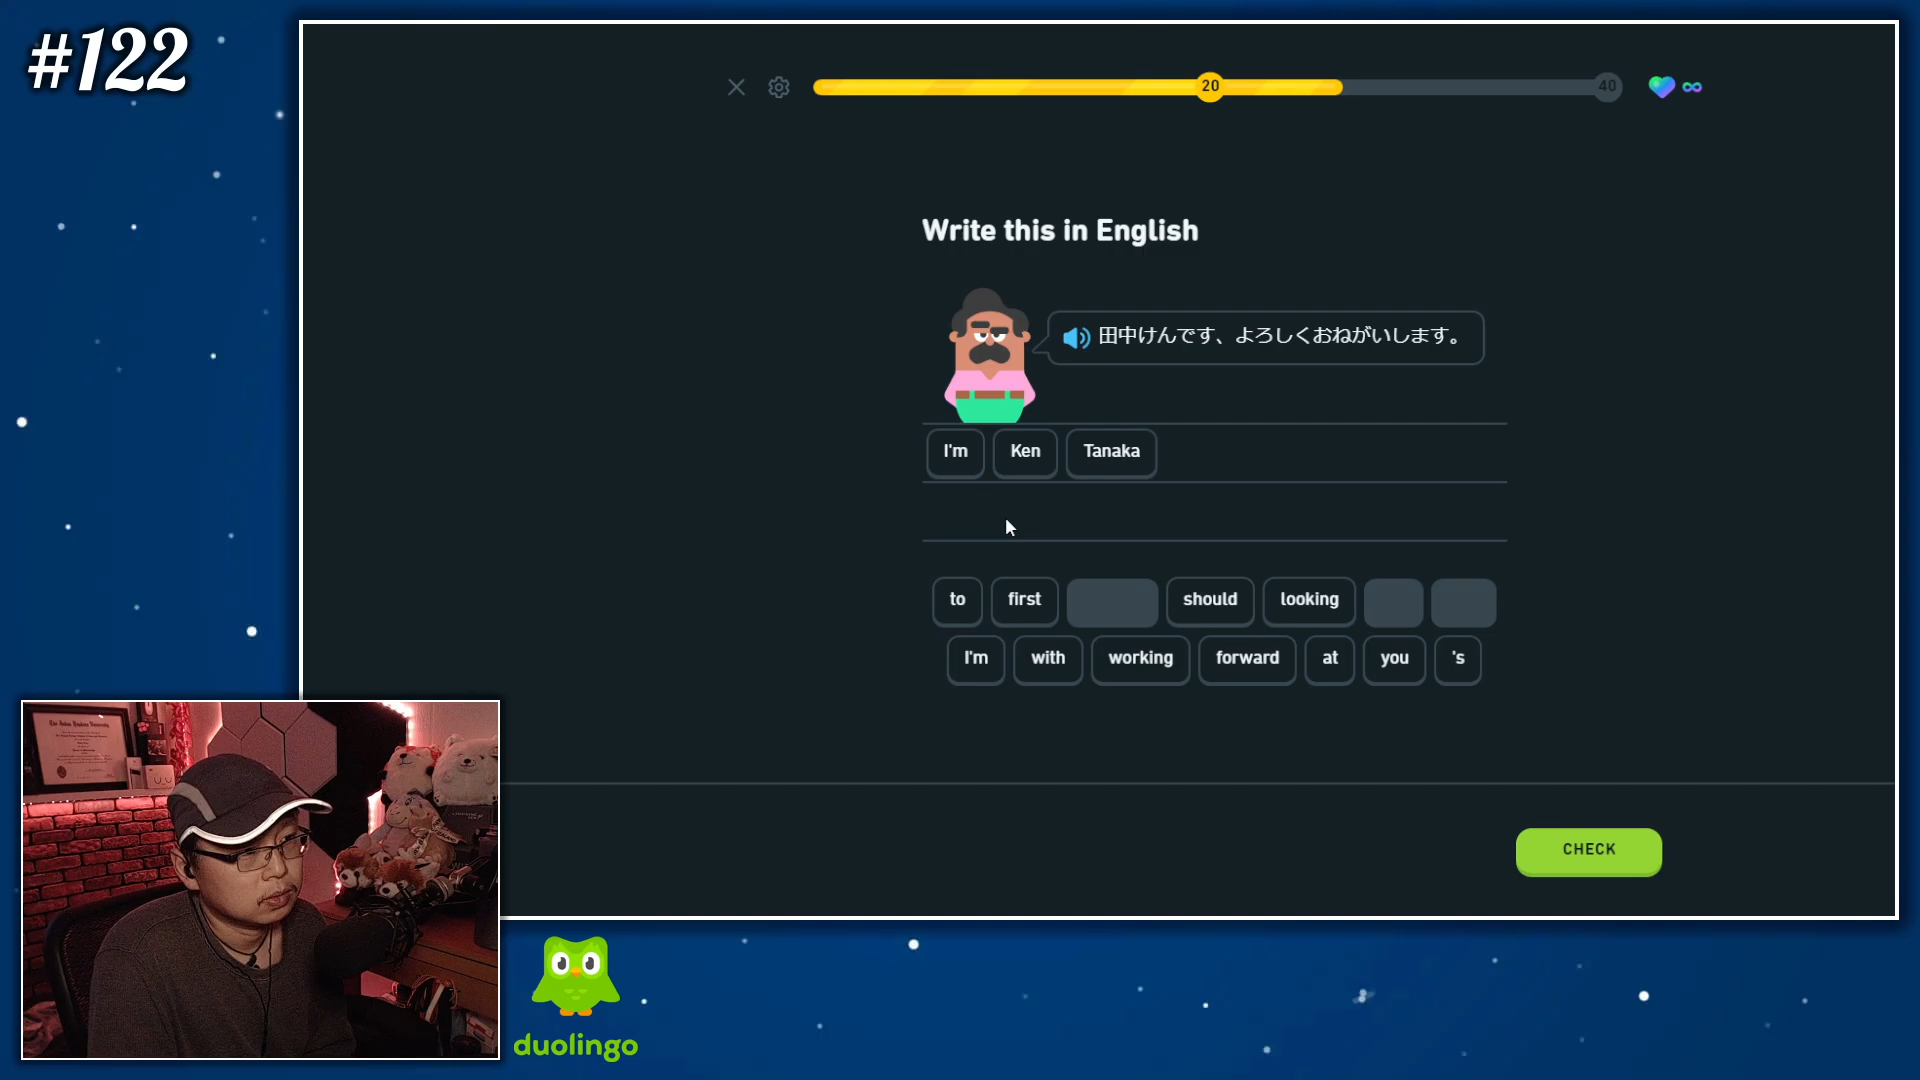 #122
20
40
Write this in English
田中けんです、よろしくおねがいします。
I'm Ken Tanaka
to first should looking
I'm with working forward at you 's
CHECK
duolingo